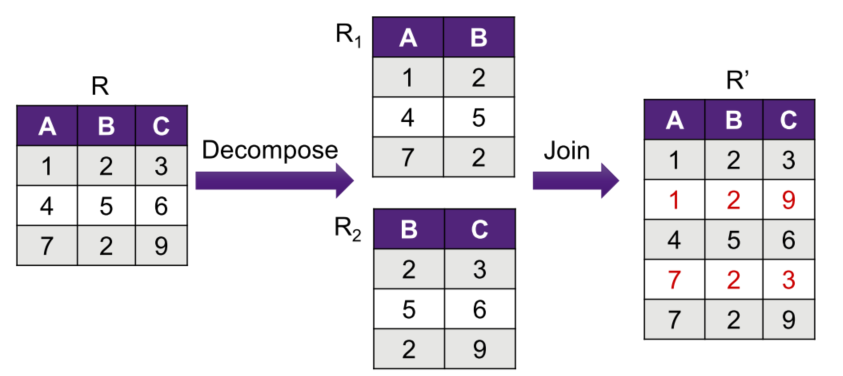 R
A B C
1 2 3
4 5 6
7 2 9
Decompose
R₁
A B
1 2
4 5
7 2
R₂
B C
2 3
5 6
2 9
Join
R’
A B C
1 2 3
1 2 9
4 5 6
7 2 3
7 2 9